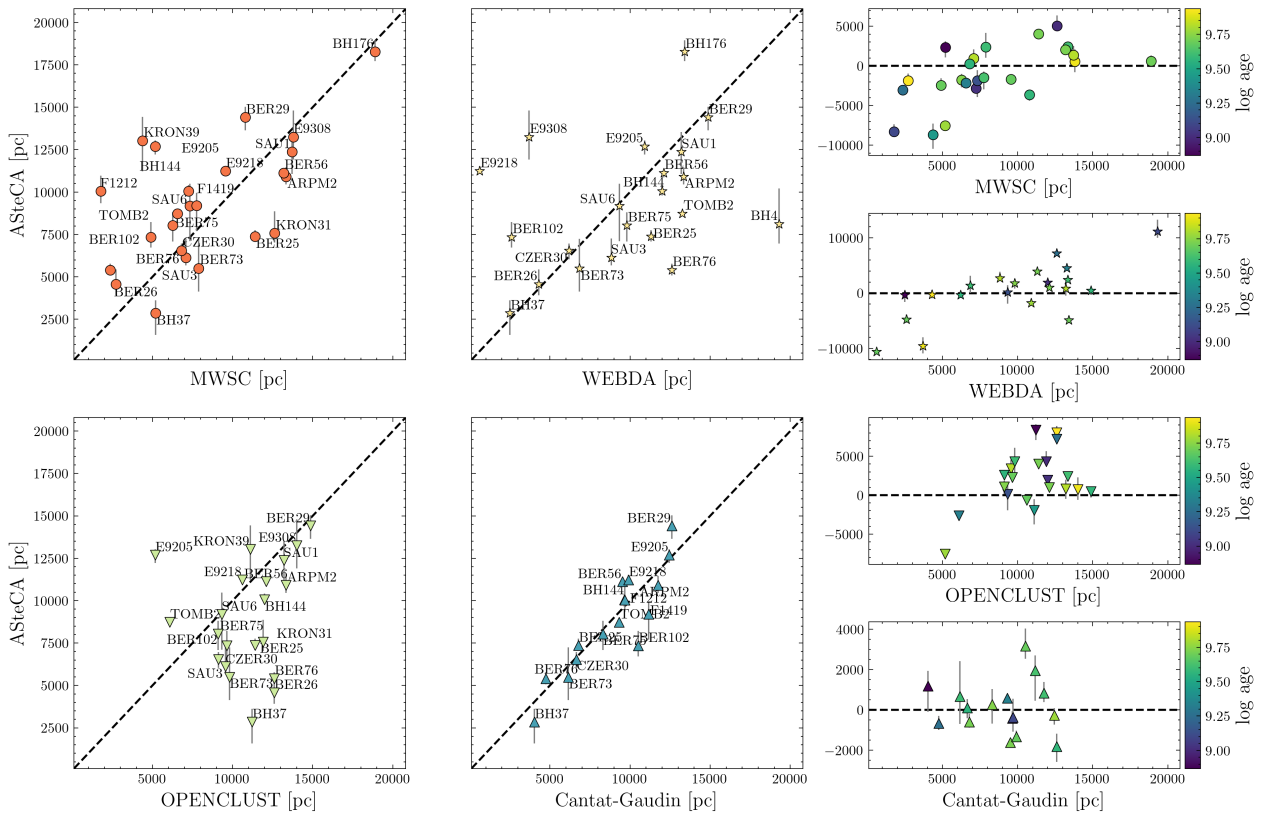 20000
17500
15000
12500
10000
7500
5000
2500
ASteCA [pc]
BH176
BER29
KRON39
E9205
E9308
SAU1
BH144
E9218
BER56
F1212
F1419
ARPM2
SAU6
TOMB2
BER75
KRON31
BER102
CZER30
BER25
BER76
BER73
SAU3
BER26
BH37
5000 10000 15000 20000
MWSC [pc]
BH176
BER29
E9308
E9205
SAU1
E9218
BER56
BH144
ARPM2
SAU6
TOMB2
BH4
BER75
BER102
BER25
SAU3
CZER30
BER76
BER26
BER73
BH37
5000 10000 15000 20000
WEBDA [pc]
5000
0
−5000
−10000
MWSC [pc]
9.75
9.50
9.25
9.00
log age
10000
0
−10000
5000 10000 15000 20000
WEBDA [pc]
9.75
9.50
9.25
9.00
log age
20000
17500
15000
12500
10000
7500
5000
2500
ASteCA [pc]
BER29
E9308
KRON39
E9205
SAU1
E9218
BER56
ARPM2
SAU6
BH144
TOMB2
BER75
KRON31
BER102
BER25
CZER30
SAU3
BER76
BER73
BER26
BH37
5000 10000 15000 20000
OPENCLUST [pc]
BER29
E9205
BER56
E9218
BH144
ARPM2
F1212
F1419
TOMB2
BER75
BER102
CZER30
BER73
BH37
5000 10000 15000 20000
Cantat-Gaudin [pc]
5000
0
−5000
5000 10000 15000 20000
OPENCLUST [pc]
9.75
9.50
9.25
9.00
log age
4000
2000
0
−2000
5000 10000 15000 20000
Cantat-Gaudin [pc]
9.75
9.50
9.25
9.00
log age